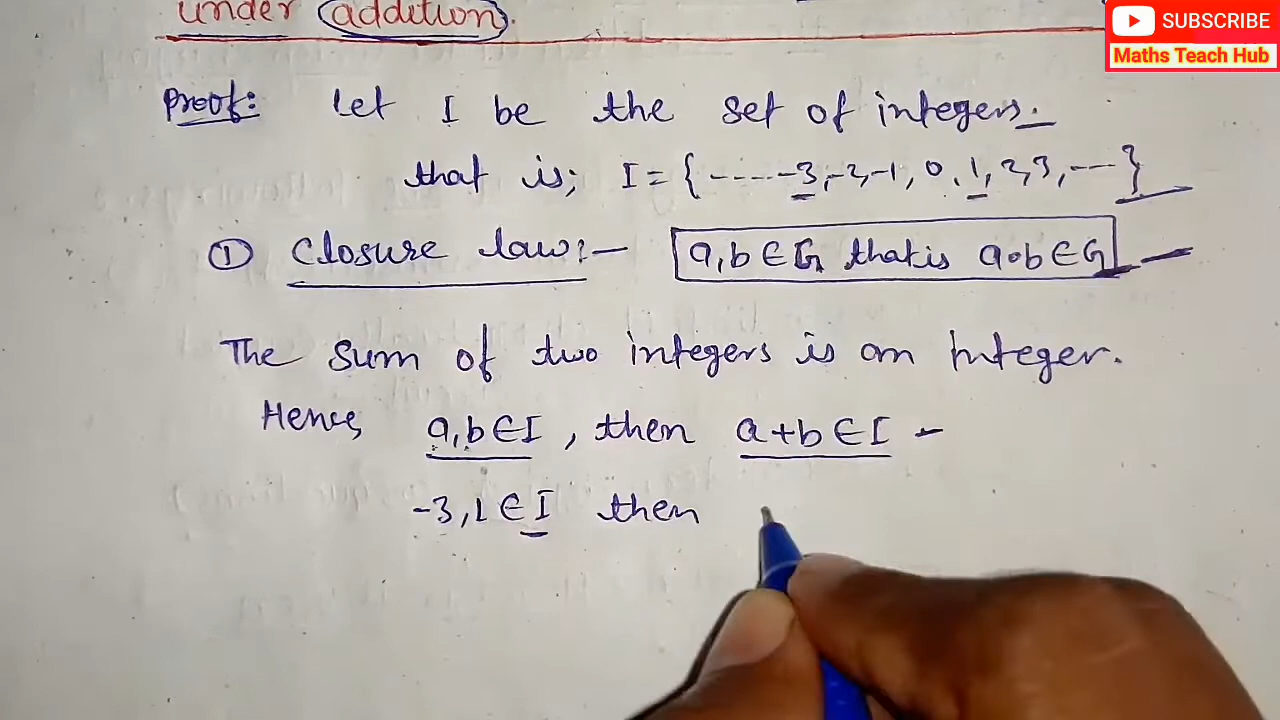 under addition.
SUBSCRIBE
Maths Teach Hub
Proof: Let I be the set of integers.
that is; I = { ----- -3, -2, -1, 0, 1, 2, 3, --- }
① Closure law:- a,b∈G that is a∘b∈G
The sum of two integers is an integer.
Hence, a,b∈I, then a+b∈I
-3,1∈I then